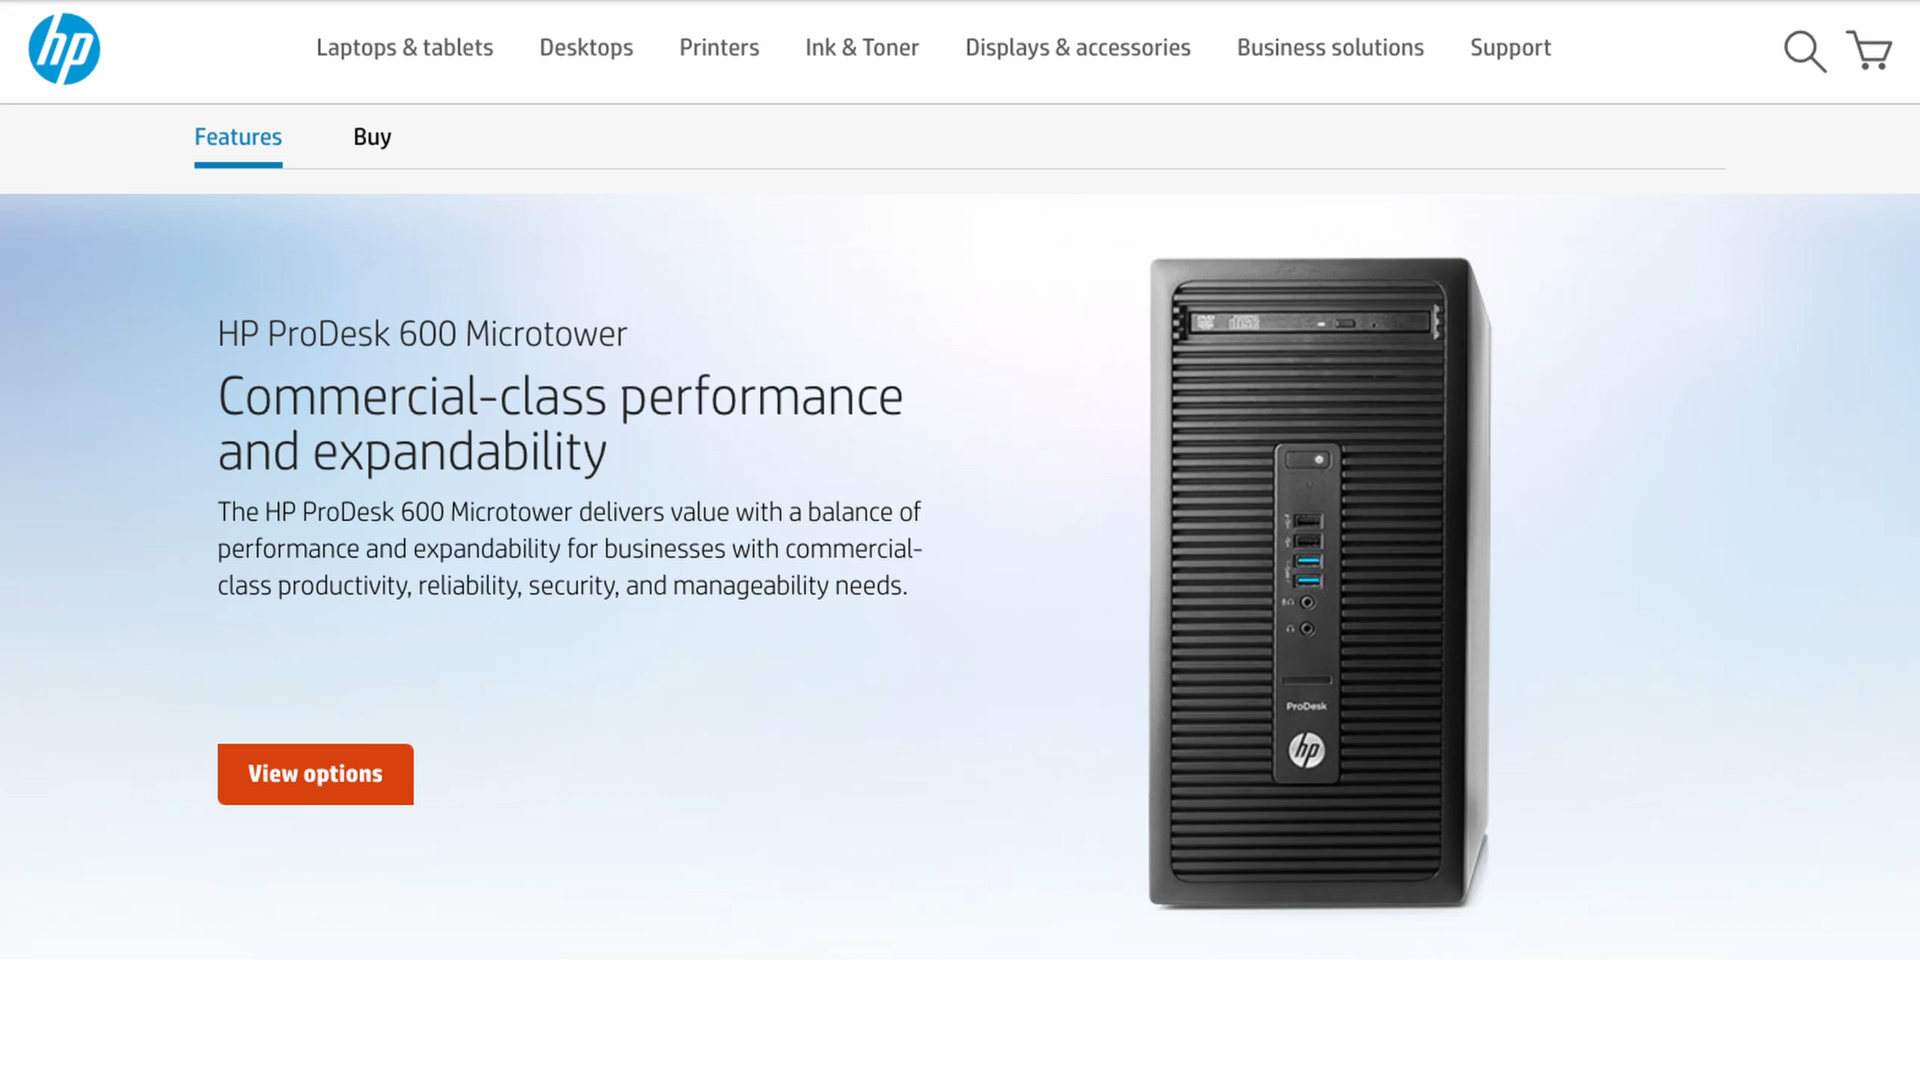 hp
Laptops & tablets
Desktops
Printers
Ink & Toner
Displays & accessories
Business solutions
Support
Features
Buy
HP ProDesk 600 Microtower
Commercial-class performance
and expandability
The HP ProDesk 600 Microtower delivers value with a balance of
performance and expandability for businesses with commercial-
class productivity, reliability, security, and manageability needs.
View options
ProDesk
hp